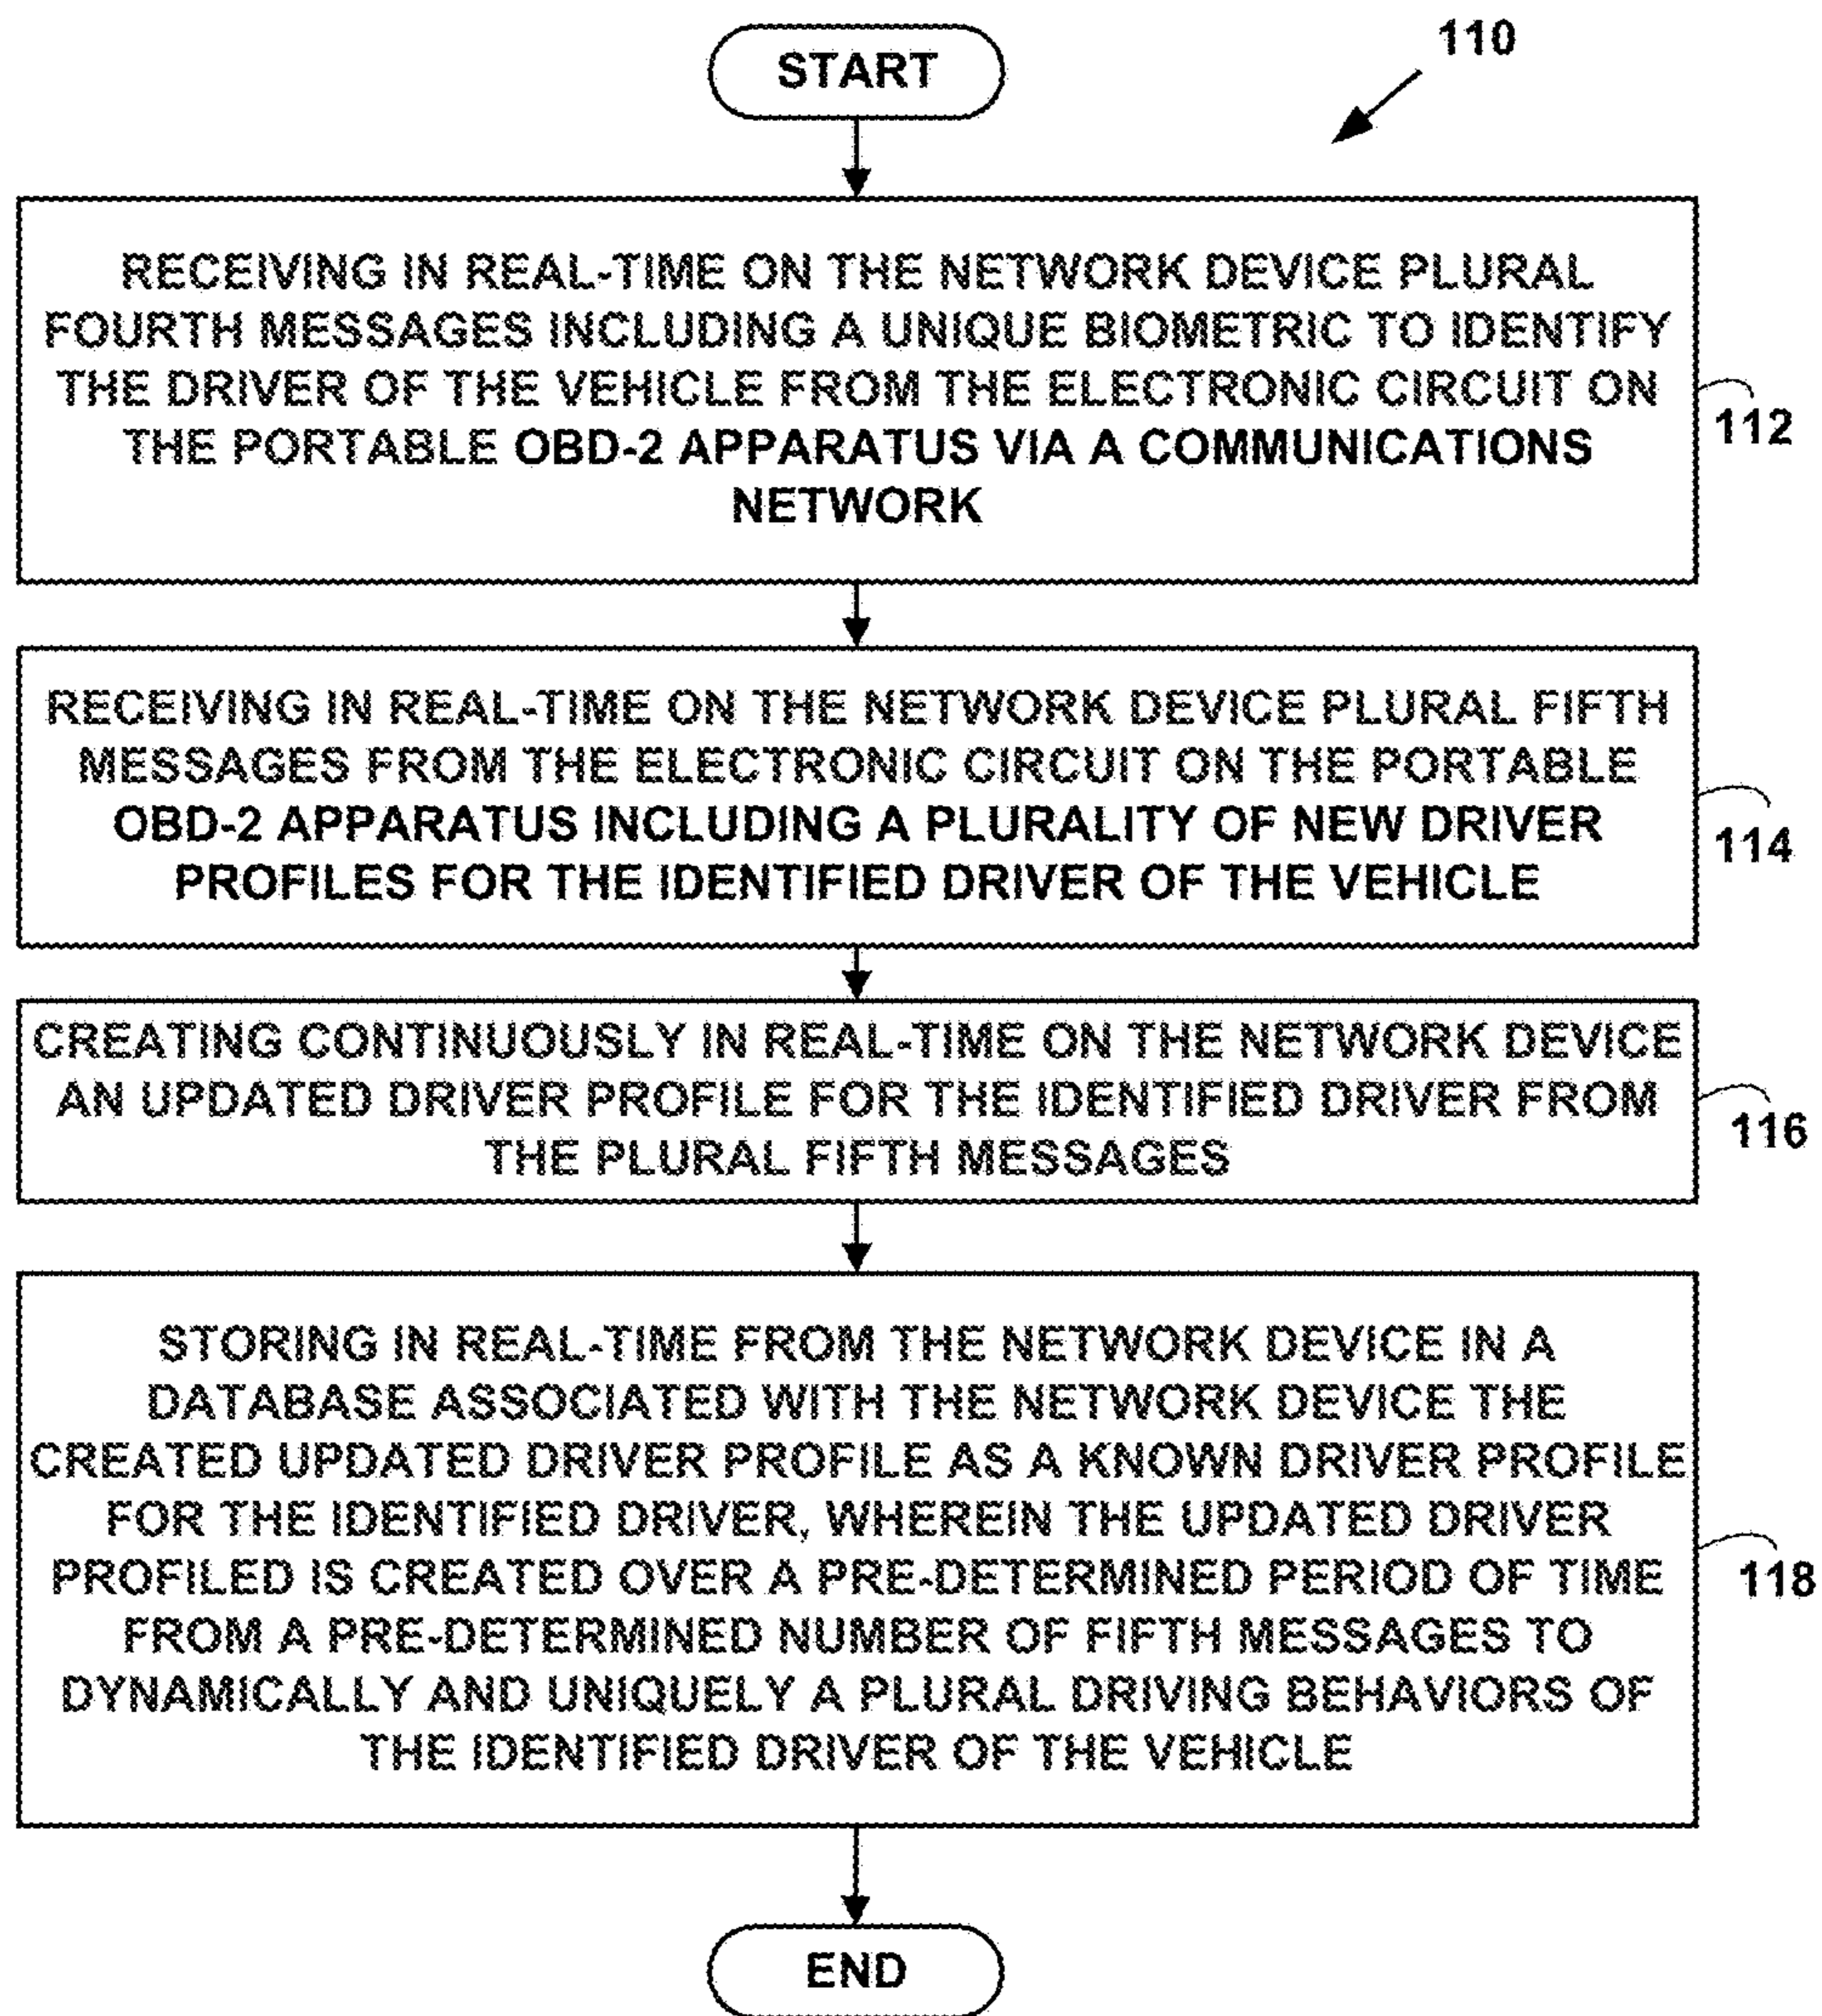 START
110
RECEIVING IN REAL-TIME ON THE NETWORK DEVICE PLURAL
FOURTH MESSAGES INCLUDING A UNIQUE BIOMETRIC TO IDENTIFY
THE DRIVER OF THE VEHICLE FROM THE ELECTRONIC CIRCUIT ON
THE PORTABLE OBD-2 APPARATUS VIA A COMMUNICATIONS
NETWORK
112
RECEIVING IN REAL-TIME ON THE NETWORK DEVICE PLURAL FIFTH
MESSAGES FROM THE ELECTRONIC CIRCUIT ON THE PORTABLE
OBD-2 APPARATUS INCLUDING A PLURALITY OF NEW DRIVER
PROFILES FOR THE IDENTIFIED DRIVER OF THE VEHICLE
114
CREATING CONTINUOUSLY IN REAL-TIME ON THE NETWORK DEVICE
AN UPDATED DRIVER PROFILE FOR THE IDENTIFIED DRIVER FROM
THE PLURAL FIFTH MESSAGES
116
STORING IN REAL-TIME FROM THE NETWORK DEVICE IN A
DATABASE ASSOCIATED WITH THE NETWORK DEVICE THE
CREATED UPDATED DRIVER PROFILE AS A KNOWN DRIVER PROFILE
FOR THE IDENTIFIED DRIVER, WHEREIN THE UPDATED DRIVER
PROFILED IS CREATED OVER A PRE-DETERMINED PERIOD OF TIME
FROM A PRE-DETERMINED NUMBER OF FIFTH MESSAGES TO
DYNAMICALLY AND UNIQUELY A PLURAL DRIVING BEHAVIORS OF
THE IDENTIFIED DRIVER OF THE VEHICLE
118
END